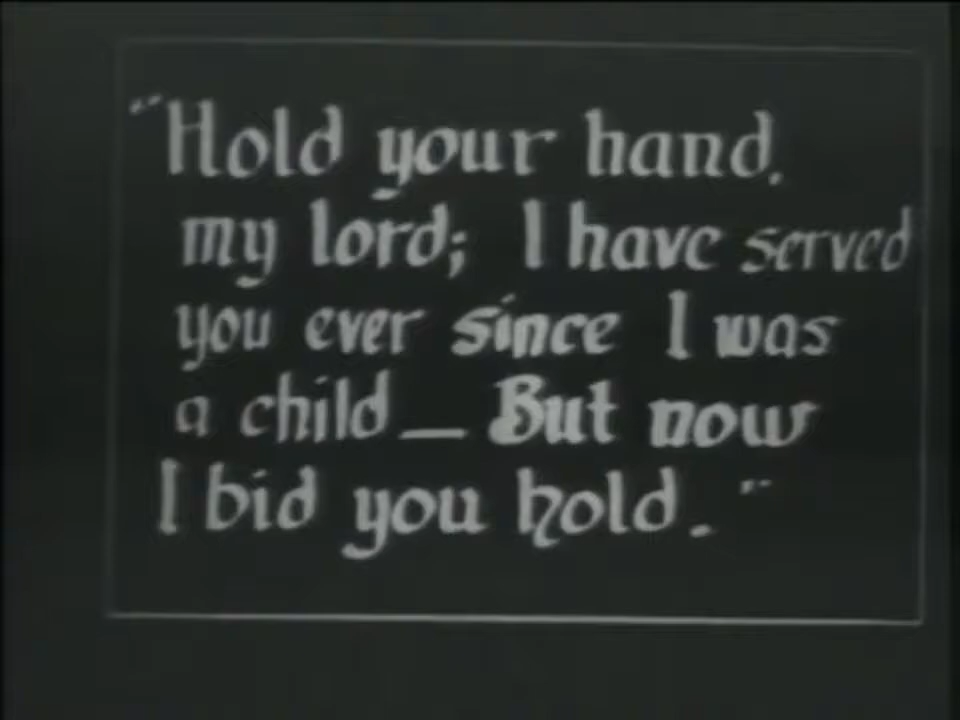 "Hold your hand.
my lord; I have served
you ever since I was
a child — But now
I bid you hold."